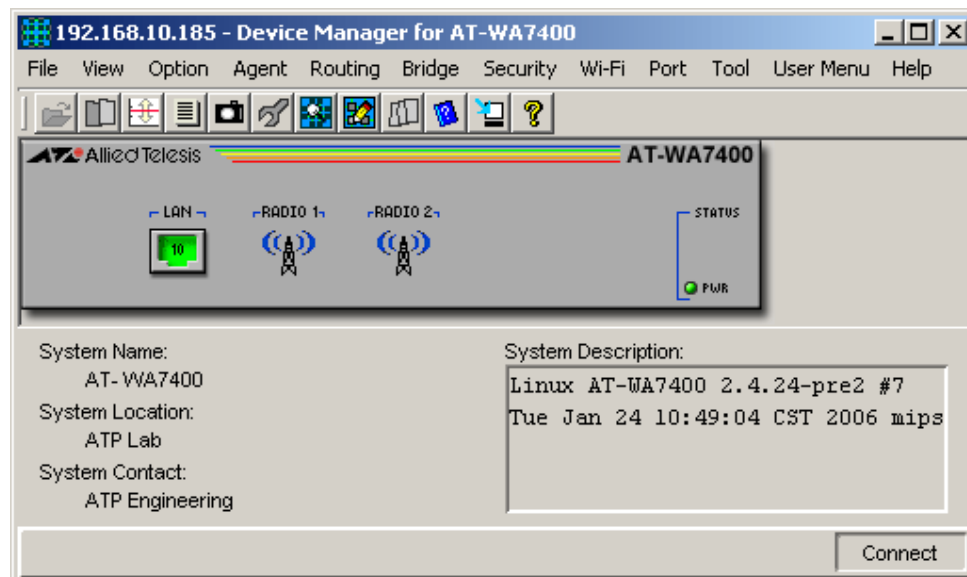 192.168.10.185 - Device Manager for AT-WA7400
File View Option Agent Routing Bridge Security Wi-Fi Port Tool User Menu Help
Allied Telesis
AT-WA7400
LAN
RADIO 1
RADIO 2
STATUS
10
PWR
System Name:
AT-WA7400
System Location:
ATP Lab
System Contact:
ATP Engineering
System Description:
Linux AT-WA7400 2.4.24-pre2 #7
Tue Jan 24 10:49:04 CST 2006 mips
Connect